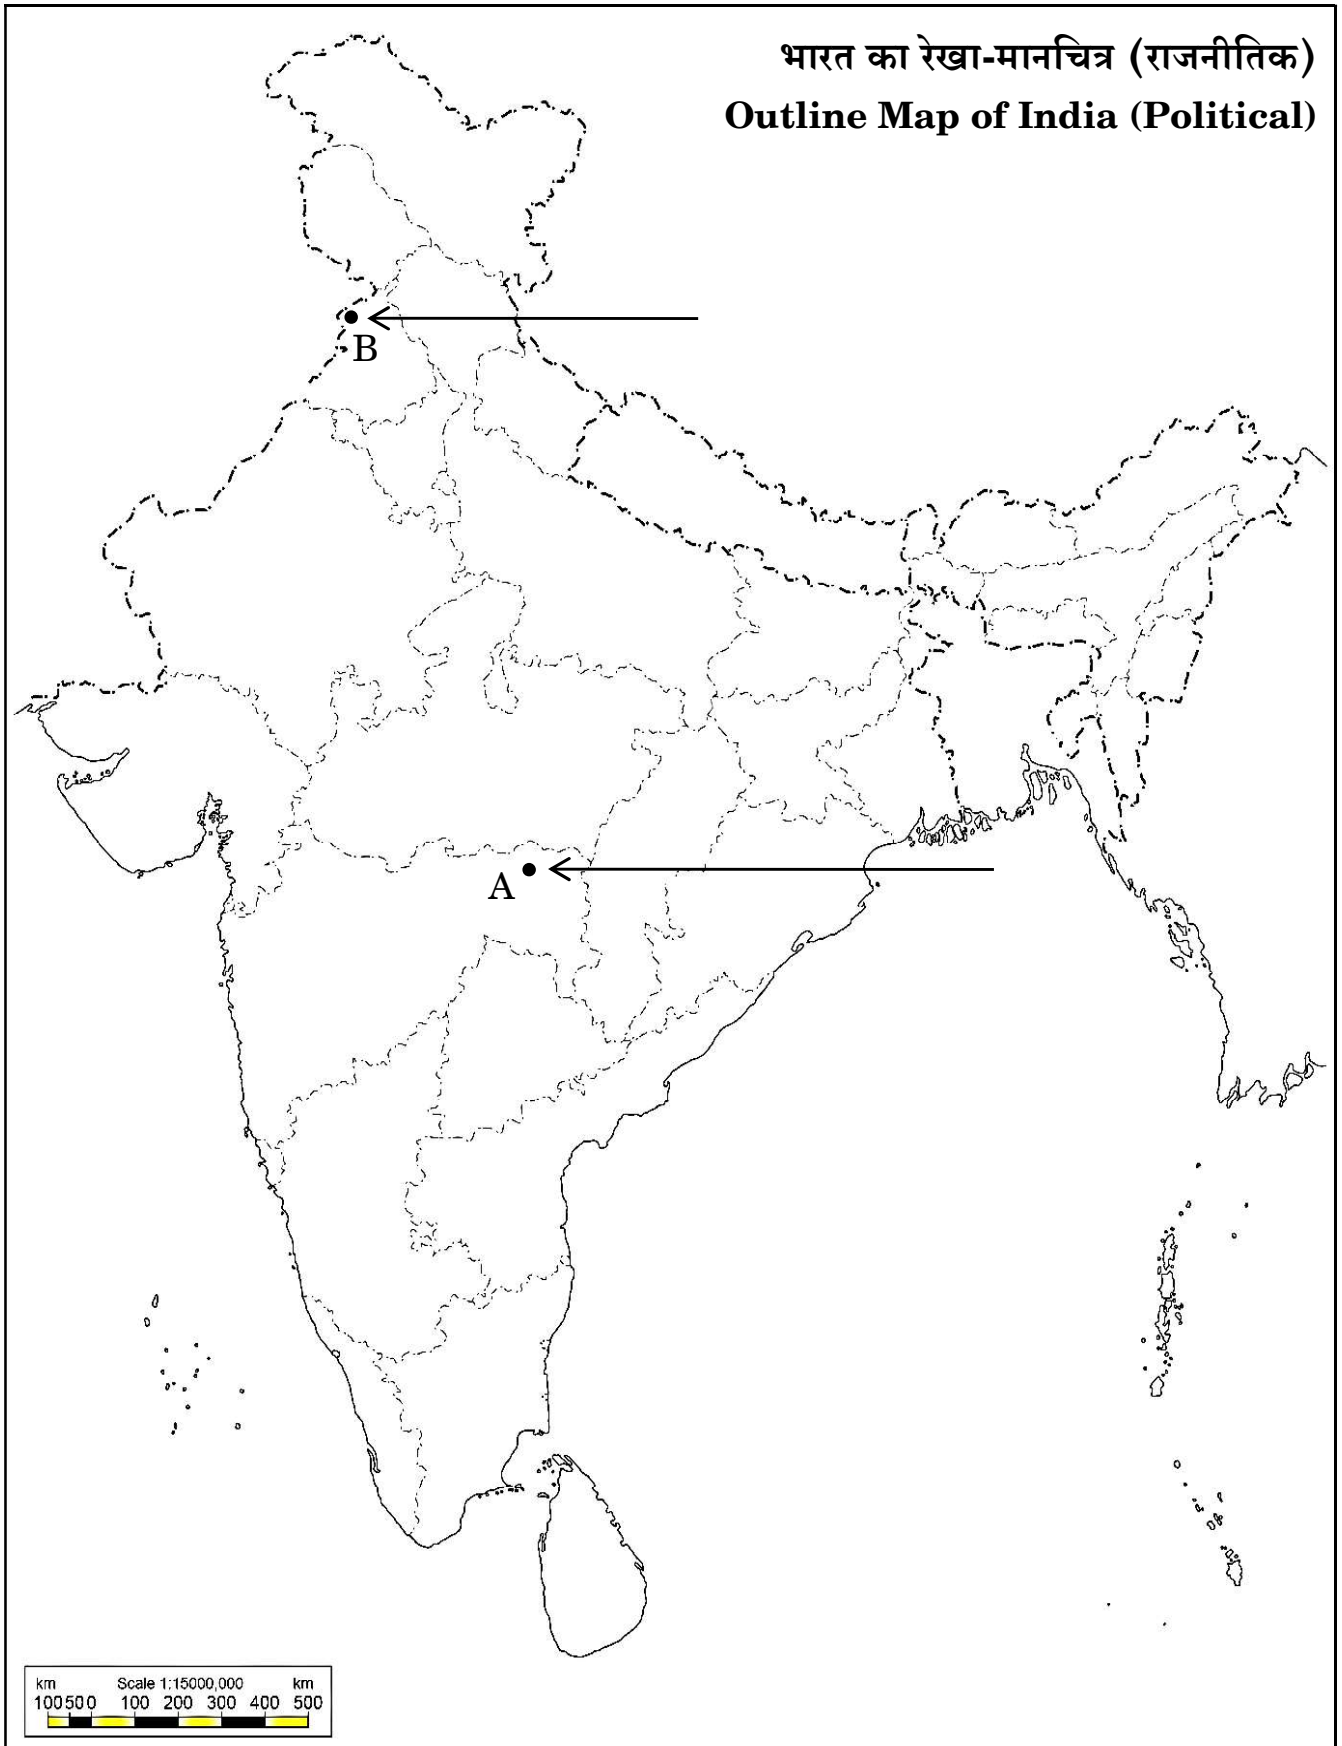 भारत का रेखा-मानचित्र (राजनीतिक)
Outline Map of India (Political)
B
A
km Scale 1:15000,000 km
100 50 0 100 200 300 400 500